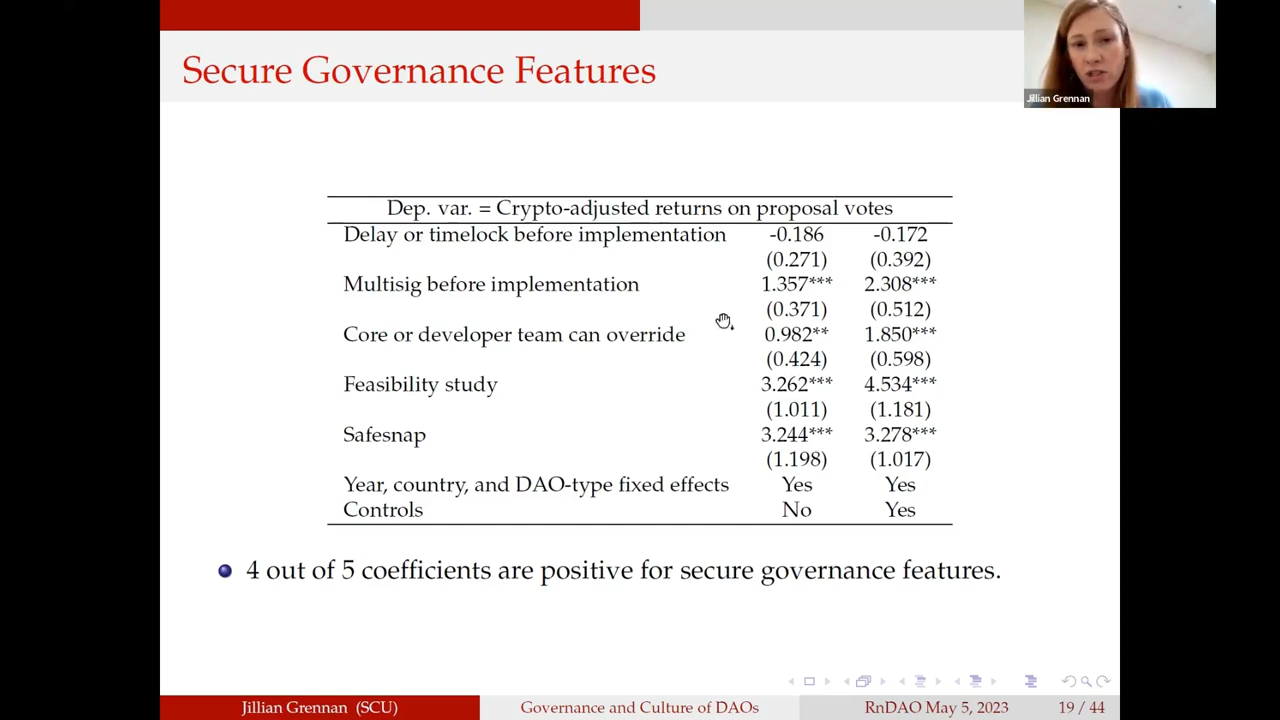 Secure Governance Features
Jillian Grennan
Dep. var. = Crypto-adjusted returns on proposal votes
Delay or timelock before implementation -0.186 -0.172
(0.271) (0.392)
Multisig before implementation 1.357*** 2.308***
(0.371) (0.512)
Core or developer team can override 0.982** 1.850***
(0.424) (0.598)
Feasibility study 3.262*** 4.534***
(1.011) (1.181)
Safesnap 3.244*** 3.278***
(1.198) (1.017)
Year, country, and DAO-type fixed effects Yes Yes
Controls No Yes
4 out of 5 coefficients are positive for secure governance features.
Jillian Grennan (SCU) Governance and Culture of DAOs RnDAO May 5, 2023 19 / 44